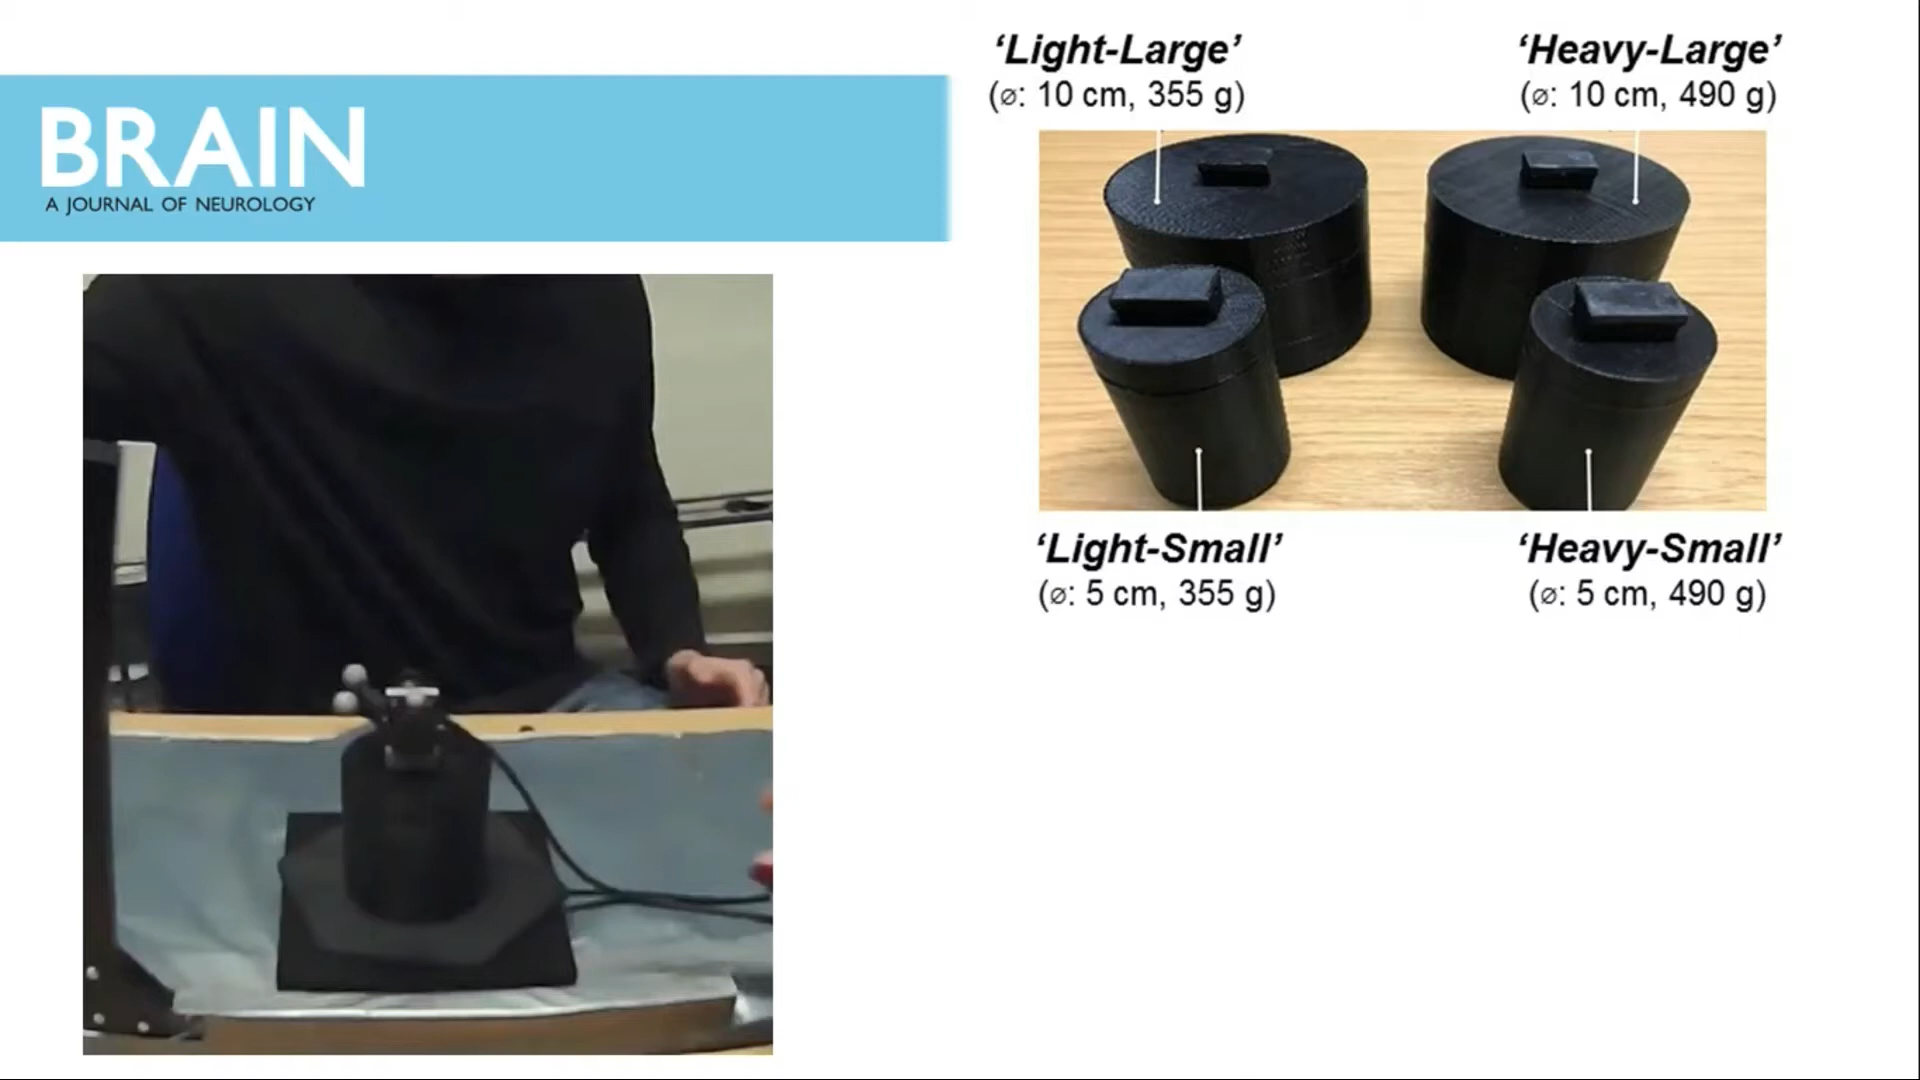 BRAIN
A JOURNAL OF NEUROLOGY
‘Light-Large’
(⌀: 10 cm, 355 g)
‘Heavy-Large’
(⌀: 10 cm, 490 g)
‘Light-Small’
(⌀: 5 cm, 355 g)
‘Heavy-Small’
(⌀: 5 cm, 490 g)